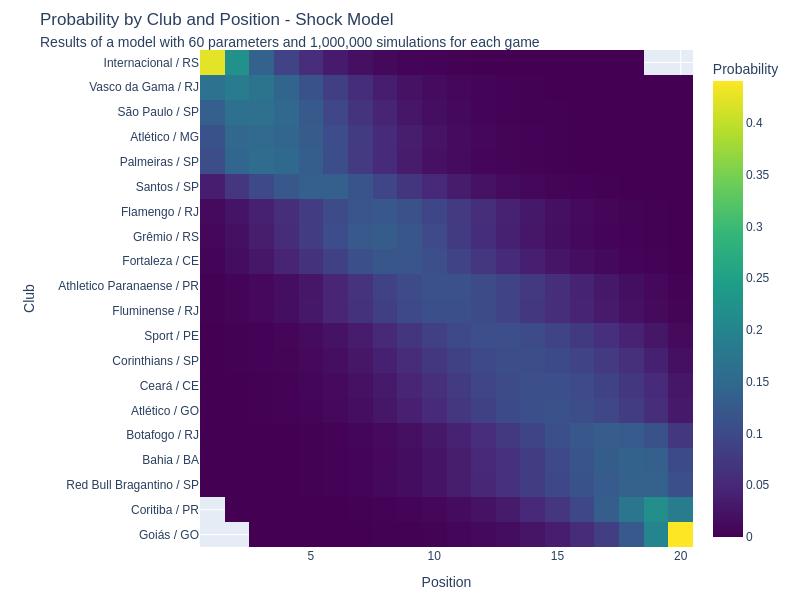 Probability by Club and Position - Shock Model
Results of a model with 60 parameters and 1,000,000 simulations for each game
Internacional / RS
Vasco da Gama / RJ
São Paulo / SP
Atlético / MG
Palmeiras / SP
Santos / SP
Flamengo / RJ
Grêmio / RS
Fortaleza / CE
Athletico Paranaense / PR
Fluminense / RJ
Sport / PE
Corinthians / SP
Ceará / CE
Atlético / GO
Botafogo / RJ
Bahia / BA
Red Bull Bragantino / SP
Coritiba / PR
Goiás / GO
Club
5 10 15 20
Position
Probability
0.4
0.35
0.3
0.25
0.2
0.15
0.1
0.05
0